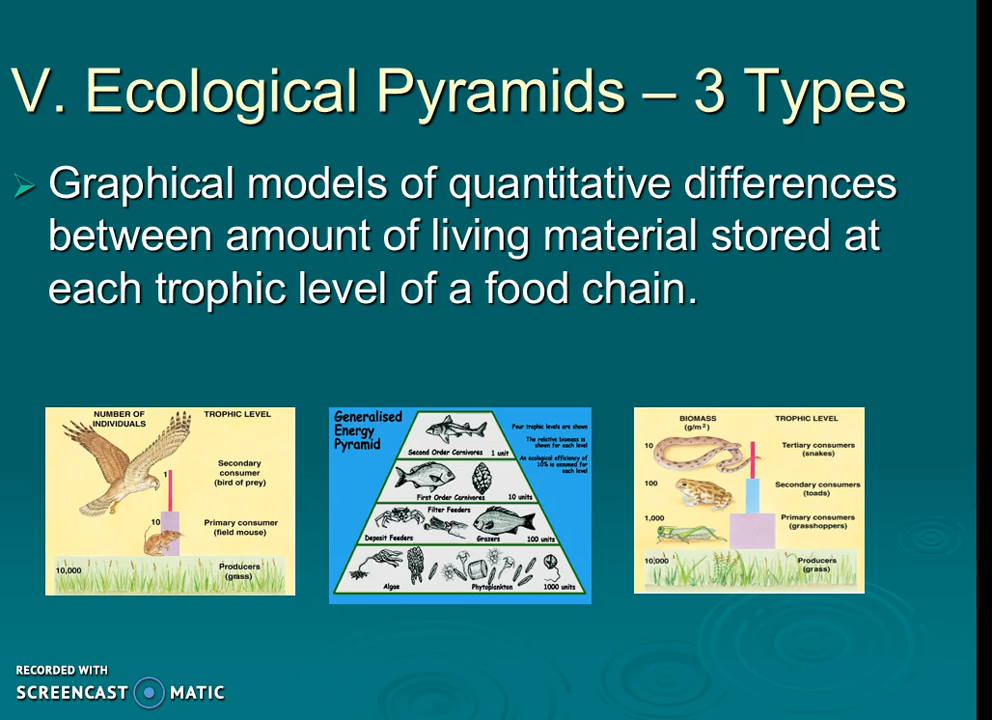 V. Ecological Pyramids – 3 Types
Graphical models of quantitative differences
between amount of living material stored at
each trophic level of a food chain.
NUMBER OF
INDIVIDUALS
TROPHIC LEVEL
1
Secondary
consumer
(bird of prey)
10
Primary consumer
(field mouse)
10,000
Producers
(grass)
Generalised
Energy
Pyramid
Four trophic levels are shown
The relative biomass is
shown for each level
An ecological efficiency of
10% is assumed for
each level
Second Order Carnivores 1 unit
First Order Carnivores 10 units
Filter Feeders
Deposit Feeders Grazers 100 units
Algae Phytoplankton 1000 units
BIOMASS
(g/m²)
TROPHIC LEVEL
10
Tertiary consumers
(snakes)
100
Secondary consumers
(toads)
1,000
Primary consumers
(grasshoppers)
10,000
Producers
(grass)
RECORDED WITH
SCREENCAST MATIC